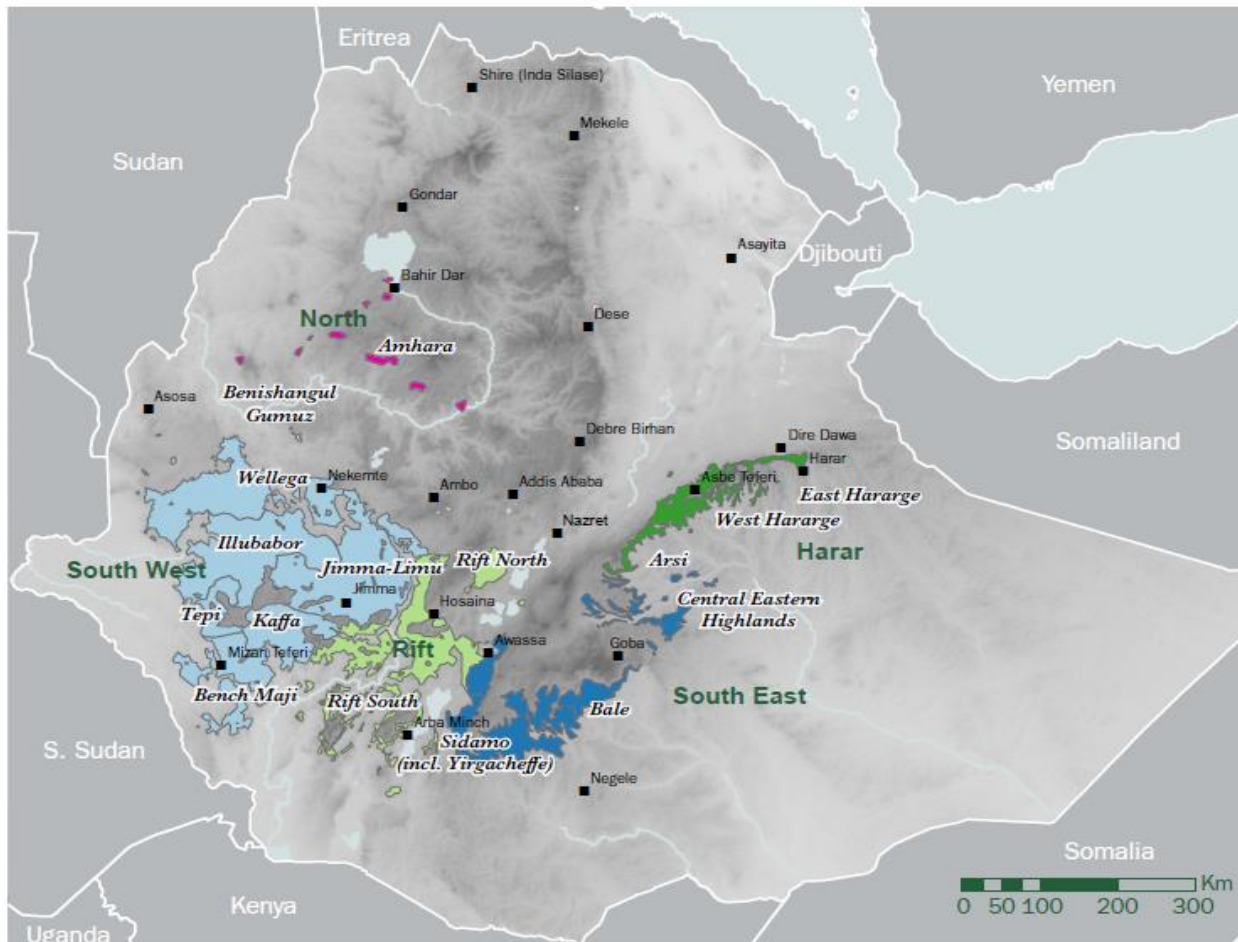 Eritrea
Shire (Inda Silase)
Yemen
Mekele
Sudan
Gondar
Asayita
Djibouti
Bahir Dar
North
Dese
Amhara
Benishangul
Gumuz
Asosa
Debre Birhan
Dire Dawa
Somaliland
Harar
Wellega
Nekemte
Ambo
Addis Ababa
Asbe Teferi
East Hararge
West Hararge
Nazret
Illubabor
Harar
South West
Jimma-Limu
Rift North
Arsi
Jimma
Tepi
Kaffa
Hosaina
Central Eastern
Highlands
Rift
Awassa
Goba
Mizan Teferi
Bench Maji
Rift South
Bale
South East
Arba Minch
Sidamo
(incl. Yirgacheffe)
S. Sudan
Negele
Somalia
Kenya
Km
0 50 100 200 300
Uganda